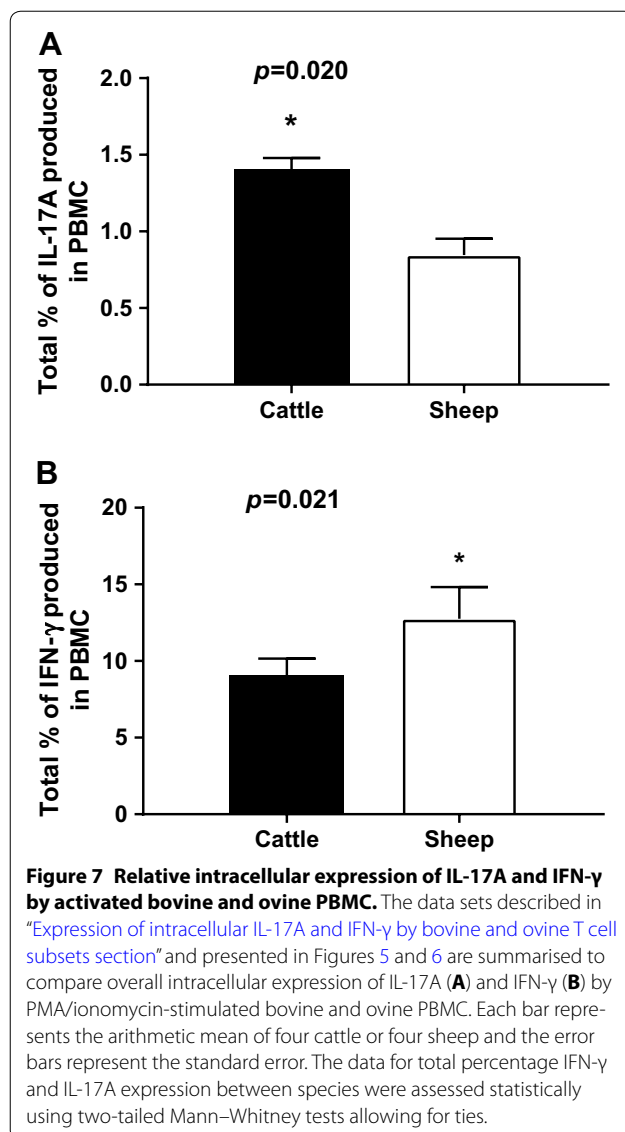 A
p=0.020
*
Total % of IL-17A produced
in PBMC
2.0
1.5
1.0
0.5
0.0
Cattle
Sheep
B
p=0.021
*
Total % of IFN-γ produced
in PBMC
20
15
10
5
0
Cattle
Sheep
Figure 7 Relative intracellular expression of IL-17A and IFN-γ
by activated bovine and ovine PBMC. The data sets described in
“Expression of intracellular IL-17A and IFN-γ by bovine and ovine T cell
subsets section” and presented in Figures 5 and 6 are summarised to
compare overall intracellular expression of IL-17A (A) and IFN-γ (B) by
PMA/ionomycin-stimulated bovine and ovine PBMC. Each bar repre-
sents the arithmetic mean of four cattle or four sheep and the error
bars represent the standard error. The data for total percentage IFN-γ
and IL-17A expression between species were assessed statistically
using two-tailed Mann–Whitney tests allowing for ties.